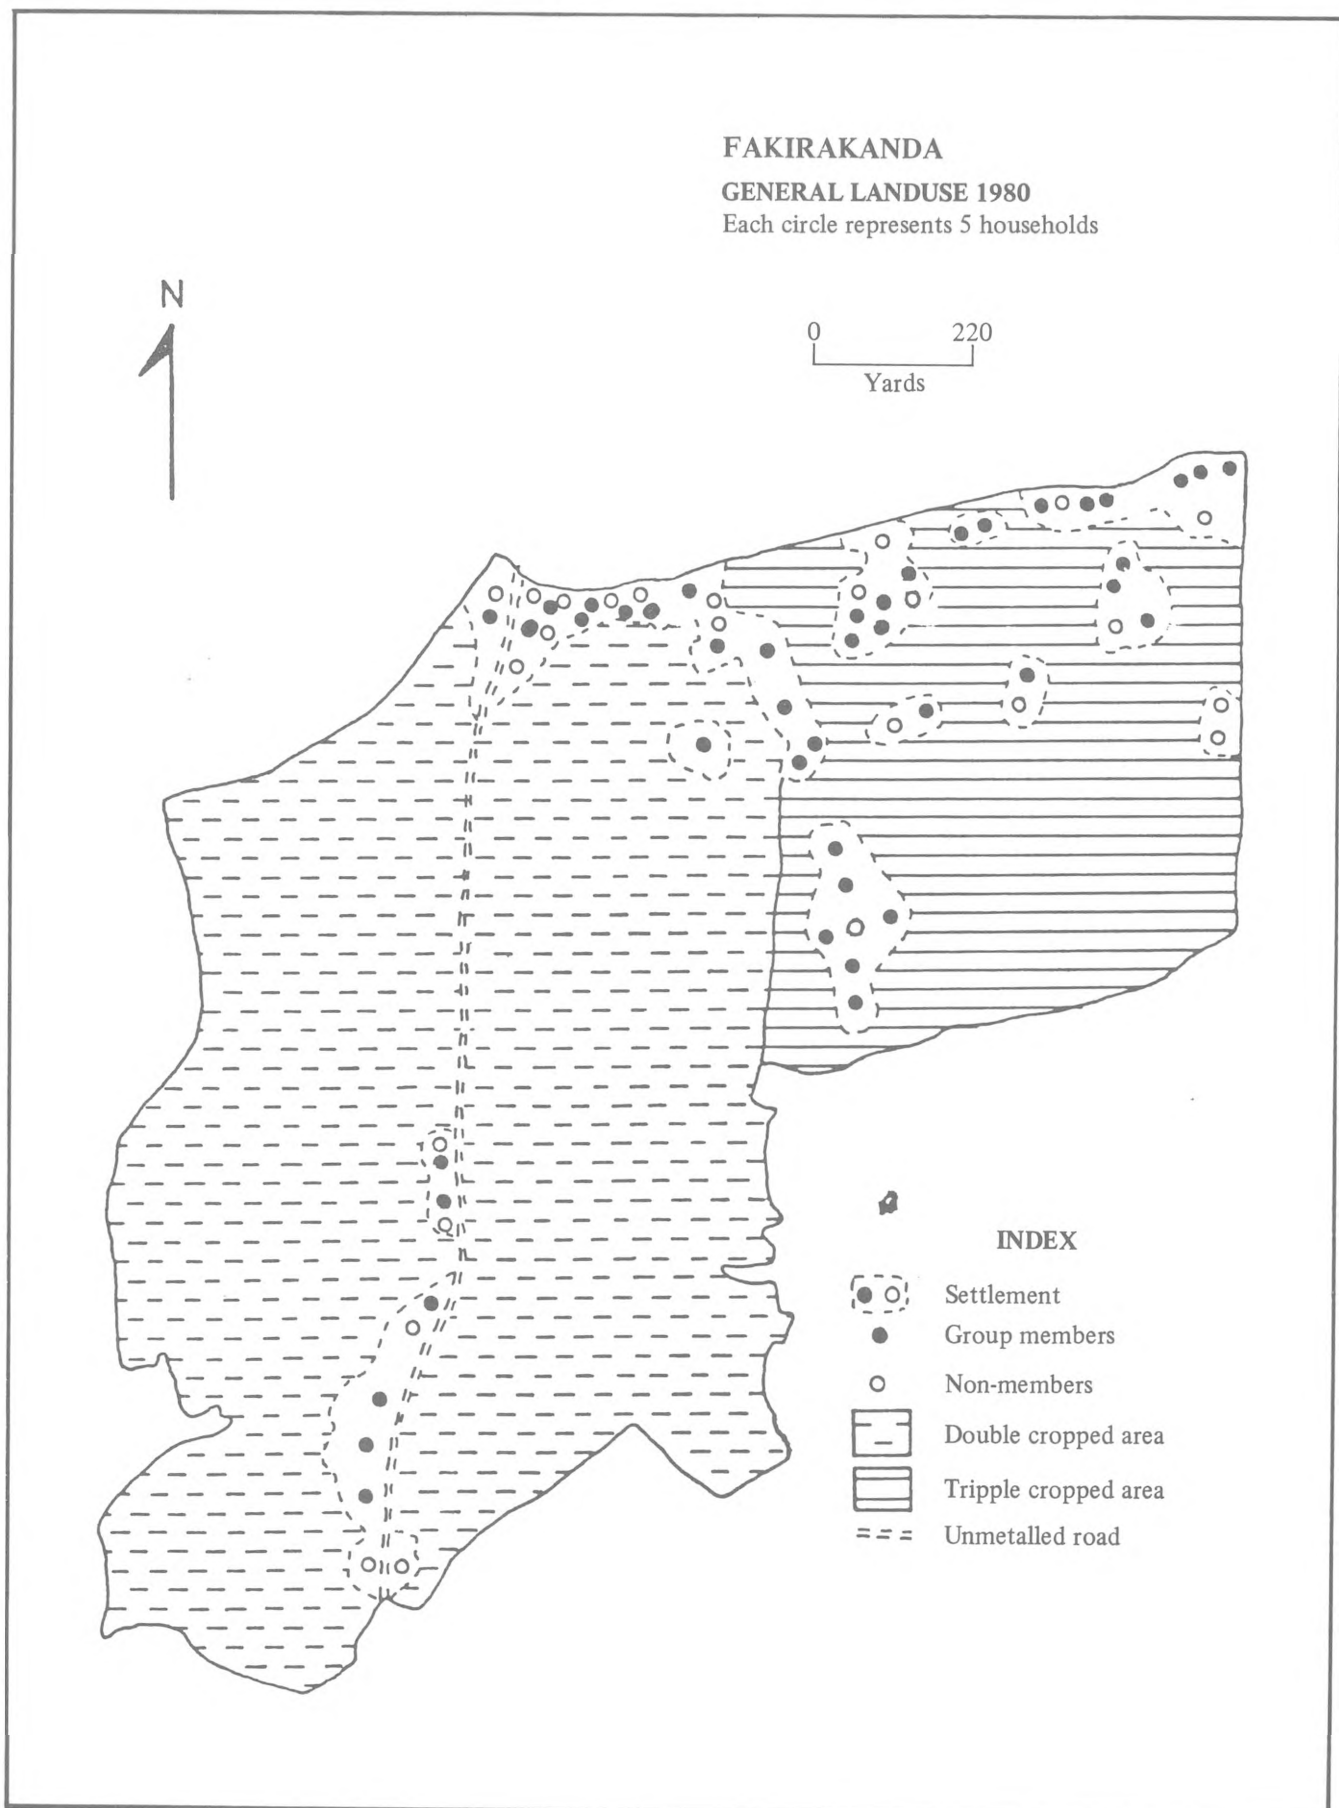 FAKIRAKANDA
GENERAL LANDUSE 1980
Each circle represents 5 households
N
0 220
Yards
INDEX
Settlement
Group members
Non-members
Double cropped area
Tripple cropped area
Unmetalled road